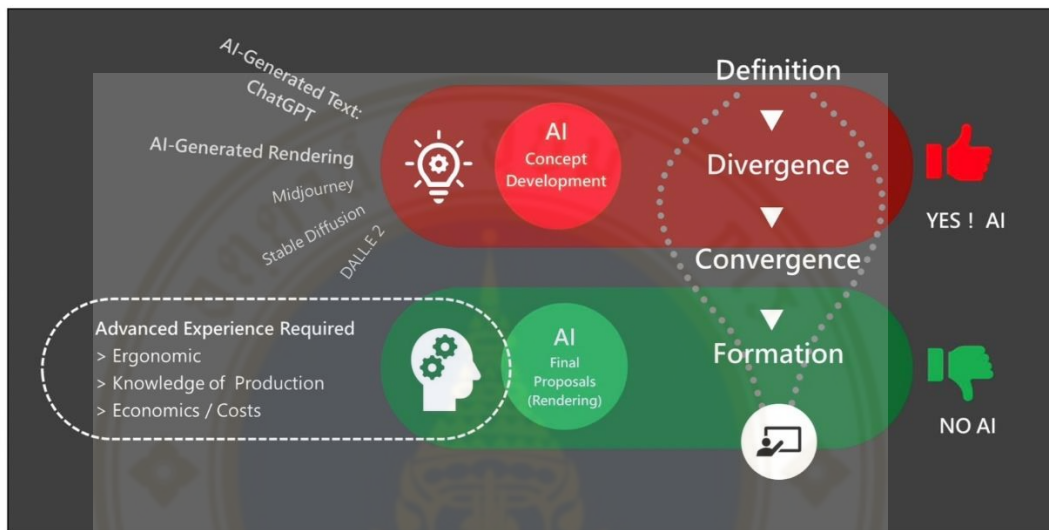 AI-Generated Text:
ChatGPT
AI-Generated Rendering
Midjourney
Stable Diffusion
DALL.E 2
AI
Concept
Development
Definition
Divergence
Convergence
Formation
YES ! AI
Advanced Experience Required
> Ergonomic
> Knowledge of Production
> Economics / Costs
AI
Final
Proposals
(Rendering)
NO AI